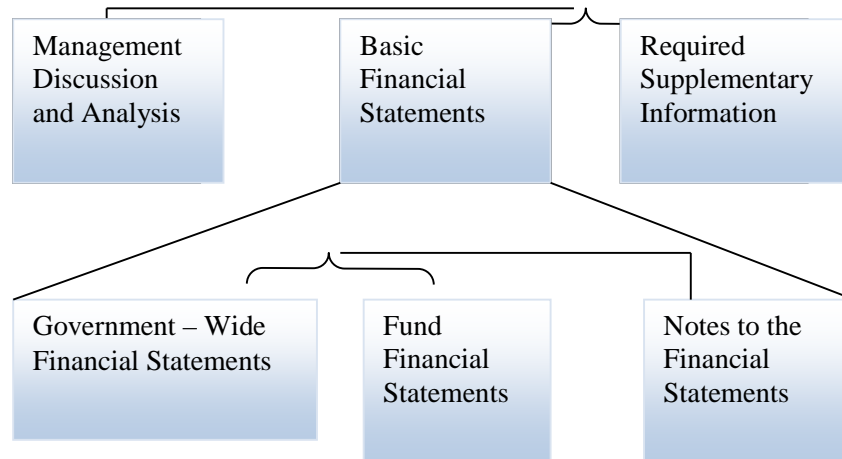 Management
Discussion
and Analysis
Basic
Financial
Statements
Required
Supplementary
Information
Government – Wide
Financial Statements
Fund
Financial
Statements
Notes to the
Financial
Statements